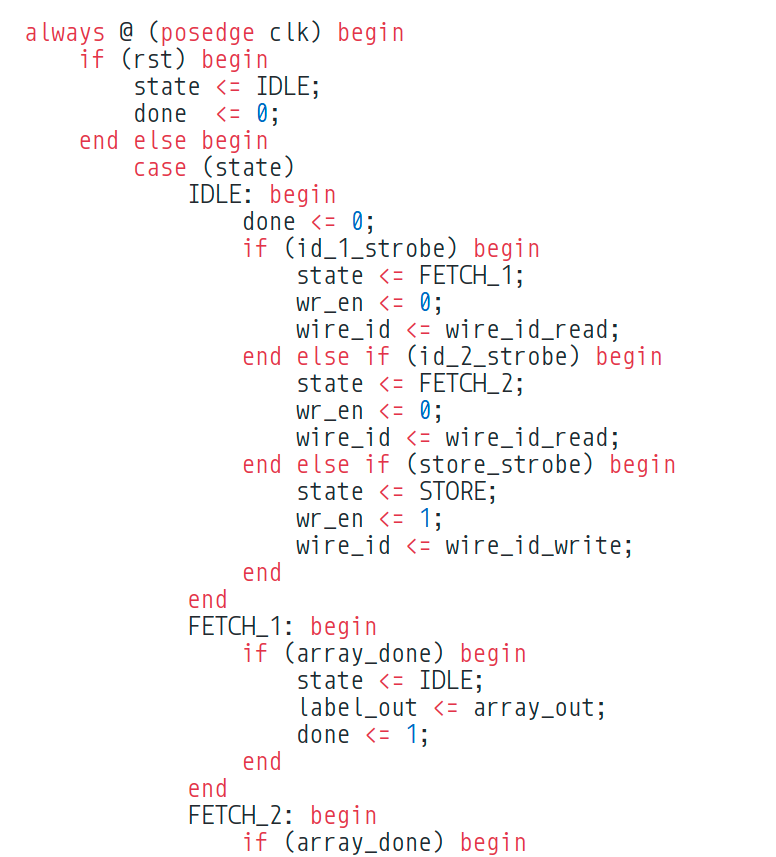 always @ (posedge clk) begin
    if (rst) begin
        state <= IDLE;
        done  <= 0;
    end else begin
        case (state)
            IDLE: begin
                done <= 0;
                if (id_1_strobe) begin
                    state <= FETCH_1;
                    wr_en <= 0;
                    wire_id <= wire_id_read;
                end else if (id_2_strobe) begin
                    state <= FETCH_2;
                    wr_en <= 0;
                    wire_id <= wire_id_read;
                end else if (store_strobe) begin
                    state <= STORE;
                    wr_en <= 1;
                    wire_id <= wire_id_write;
                end
            end
            FETCH_1: begin
                if (array_done) begin
                    state <= IDLE;
                    label_out <= array_out;
                    done <= 1;
                end
            end
            FETCH_2: begin
                if (array_done) begin